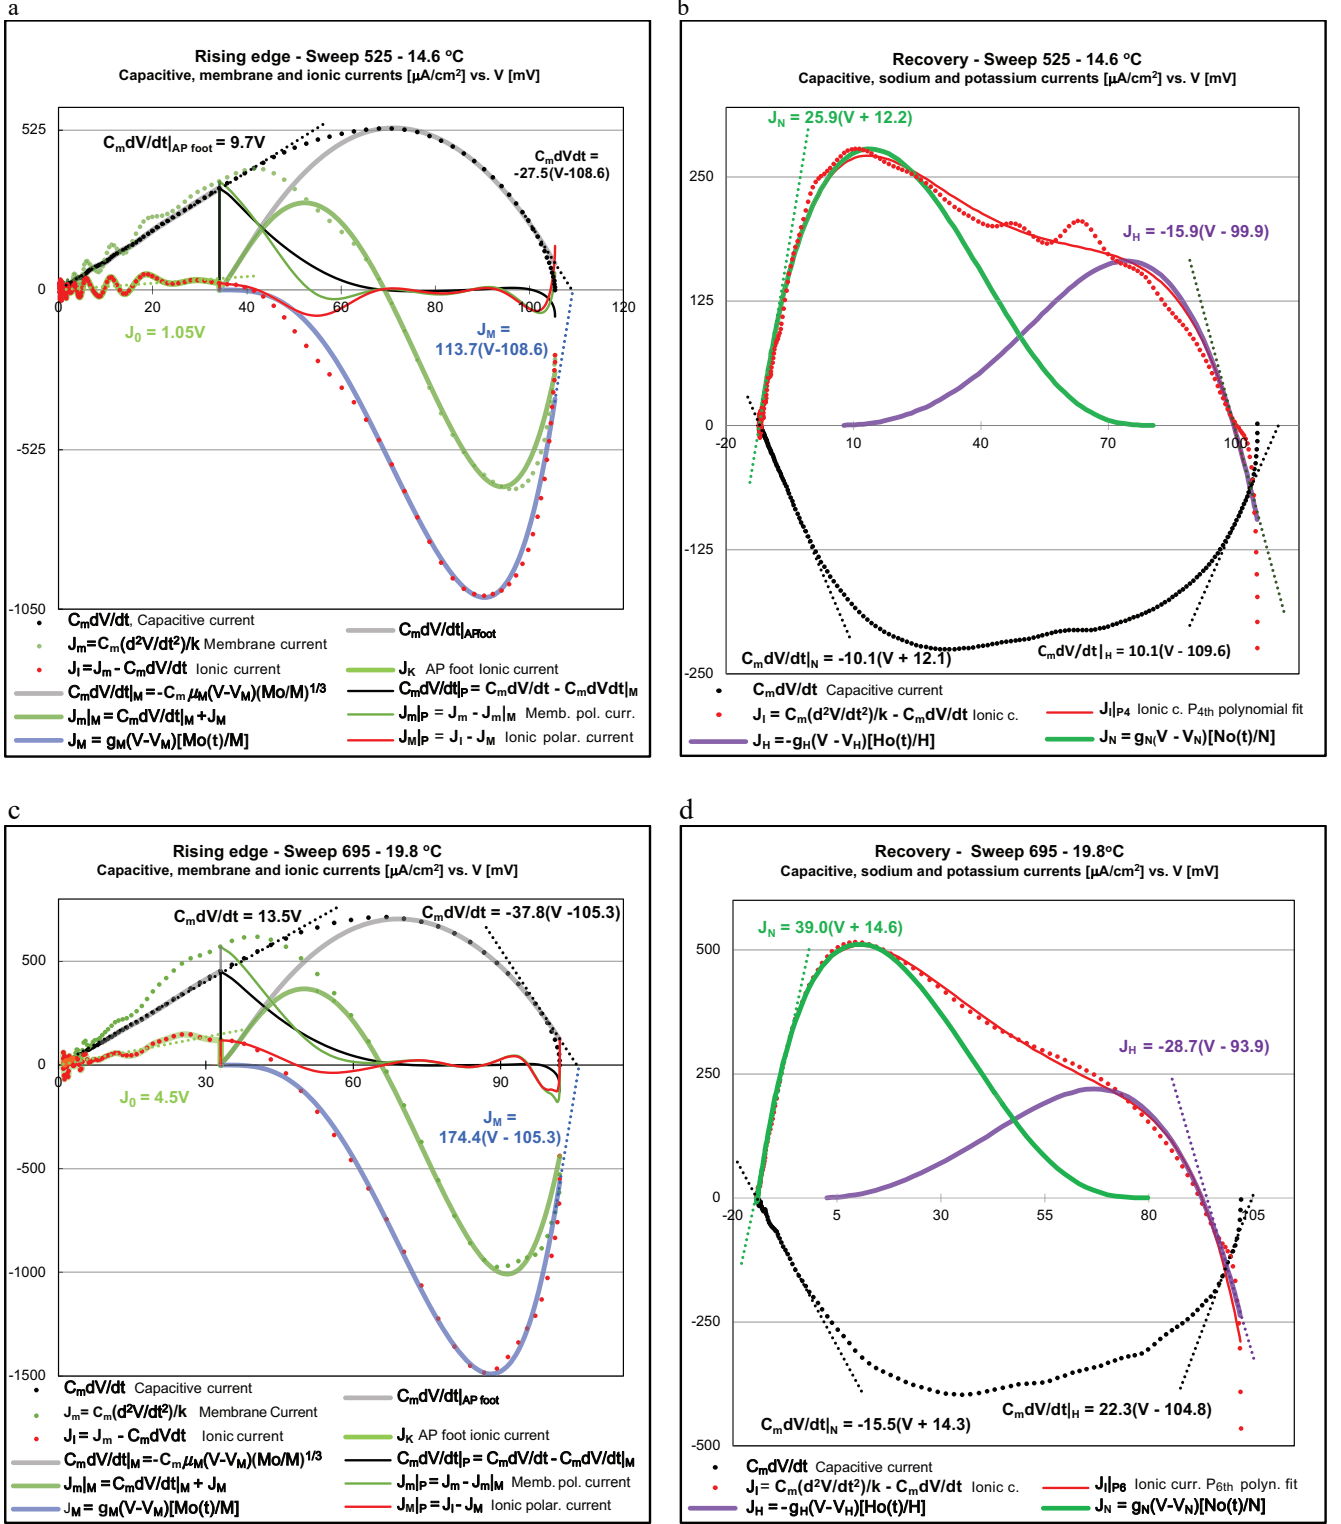 a
Rising edge - Sweep 525 - 14.6 ºC
Capacitive, membrane and ionic currents [µA/cm²] vs. V [mV]
525
0
-525
-1050
0 20 40 60 80 100 120
CmdV/dt|AP foot = 9.7V
CmdVdt =
-27.5(V-108.6)
J0 = 1.05V
JM =
113.7(V-108.6)
CmdV/dt, Capacitive current
CmdV/dt|APfoot
Jm=Cm(d²V/dt²)/k Membrane current
JI=Jm - CmdV/dt Ionic current
JK AP foot Ionic current
CmdV/dt|M=-Cm µM(V-VM)(Mo/M)^1/3
CmdV/dt|P = CmdV/dt - CmdVdt|M
Jm|M = CmdV/dt|M + JM
Jm|P = Jm - Jm|M Memb. pol. curr.
JM = gM(V-VM)[Mo(t)/M]
JM|P = JI - JM Ionic polar. current
b
Recovery - Sweep 525 - 14.6 ºC
Capacitive, sodium and potassium currents [µA/cm²] vs. V [mV]
250
125
0
-125
-250
-20 10 40 70 100
JN = 25.9(V + 12.2)
JH = -15.9(V - 99.9)
CmdV/dt|N = -10.1(V + 12.1)
CmdV/dt|H = 10.1(V - 109.6)
CmdV/dt Capacitive current
JI = Cm(d²V/dt²)/k - CmdV/dt Ionic c.
JI|P4 Ionic c. P4th polynomial fit
JH=-gH(V - VH)[Ho(t)/H]
JN = gN(V - VN)[No(t)/N]
c
Rising edge - Sweep 695 - 19.8 ºC
Capacitive, membrane and ionic currents [µA/cm²] vs. V [mV]
500
0
-500
-1000
-1500
0 30 60 90
CmdV/dt = 13.5V
CmdV/dt = -37.8(V -105.3)
J0 = 4.5V
JM =
174.4(V - 105.3)
CmdV/dt Capacitive current
CmdV/dt|AP foot
Jm= Cm(d²V/dt²)/k Membrane Current
JI= Jm - CmdVdt Ionic current
JK AP foot ionic current
CmdV/dt|M=-Cm µM(V-VM)(Mo/M)^1/3
CmdV/dt|P = CmdV/dt - CmdV/dt|M
Jm|M = CmdV/dt|M + JM
Jm|P = Jm - Jm|M Memb. pol. current
JM = gM(V-VM)[Mo(t)/M]
JM|P = JI - JM Ionic polar. current
d
Recovery - Sweep 695 - 19.8ºC
Capacitive, sodium and potassium currents [µA/cm²] vs. V [mV]
500
250
0
-250
-500
-20 5 30 55 80 105
JN = 39.0(V + 14.6)
JH = -28.7(V - 93.9)
CmdV/dt|N = -15.5(V + 14.3)
CmdV/dt|H = 22.3(V - 104.8)
CmdV/dt Capacitive current
JI = Cm(d²V/dt²)/k - CmdV/dt Ionic c.
JI|P6 Ionic curr. P6th polyn. fit
JH = -gH(V-VH)[Ho(t)/H]
JN = gN(V-VN)[No(t)/N]